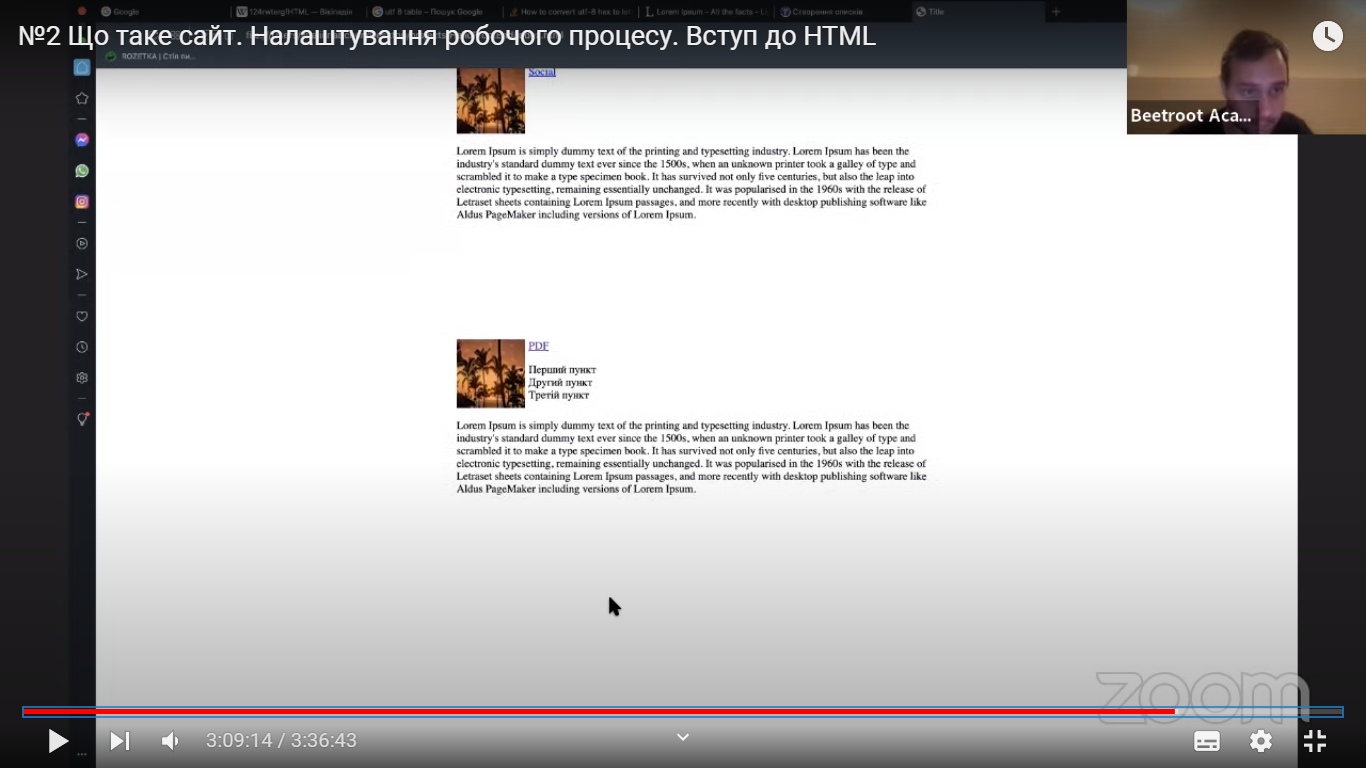 Google
124rwtwrgfHTML — Вікіпедія
utf 8 table – Пошук Google
How to convert utf-8 has to
Lorem Ipsum - All the facts - Li
Створення списків
Title
№2 Що таке сайт. Налаштування робочого процесу. Вступ до HTML
ROZETKA | Стіл пи...
Beetroot Aca...
Social
Lorem Ipsum is simply dummy text of the printing and typesetting industry. Lorem Ipsum has been the
industry's standard dummy text ever since the 1500s, when an unknown printer took a galley of type and
scrambled it to make a type specimen book. It has survived not only five centuries, but also the leap into
electronic typesetting, remaining essentially unchanged. It was popularised in the 1960s with the release of
Letraset sheets containing Lorem Ipsum passages, and more recently with desktop publishing software like
Aldus PageMaker including versions of Lorem Ipsum.
PDF
Перший пункт
Другий пункт
Третій пункт
Lorem Ipsum is simply dummy text of the printing and typesetting industry. Lorem Ipsum has been the
industry's standard dummy text ever since the 1500s, when an unknown printer took a galley of type and
scrambled it to make a type specimen book. It has survived not only five centuries, but also the leap into
electronic typesetting, remaining essentially unchanged. It was popularised in the 1960s with the release of
Letraset sheets containing Lorem Ipsum passages, and more recently with desktop publishing software like
Aldus PageMaker including versions of Lorem Ipsum.
zoom
3:09:14 / 3:36:43